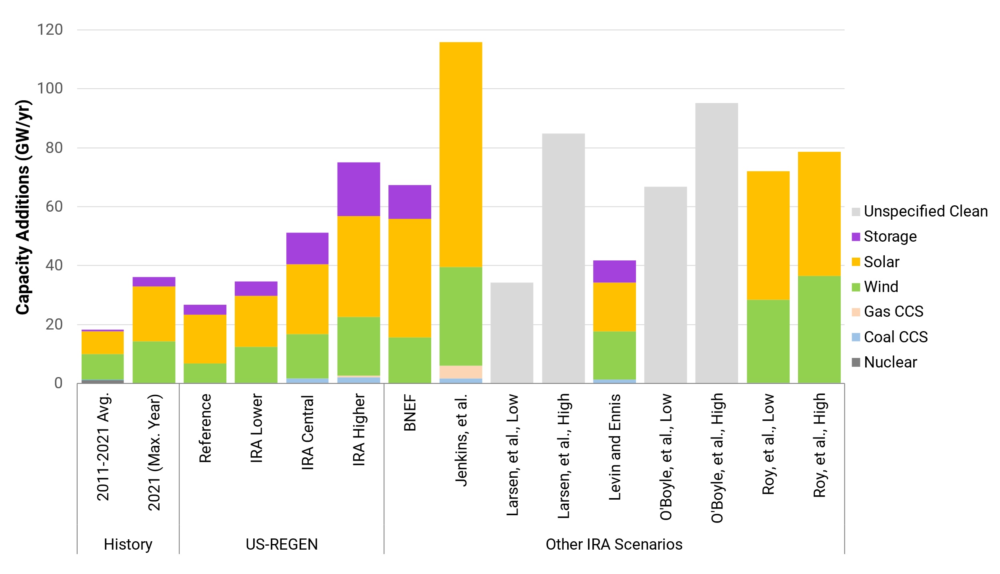 Capacity Additions (GW/yr)
120
100
80
60
40
20
0
Unspecified Clean
Storage
Solar
Wind
Gas CCS
Coal CCS
Nuclear
2011-2021 Avg.
2021 (Max. Year)
Reference
IRA Lower
IRA Central
IRA Higher
BNEF
Jenkins, et al.
Larsen, et al., Low
Larsen, et al., High
Levin and Ennis
O'Boyle, et al., Low
O'Boyle, et al., High
Roy, et al., Low
Roy, et al., High
History
US-REGEN
Other IRA Scenarios